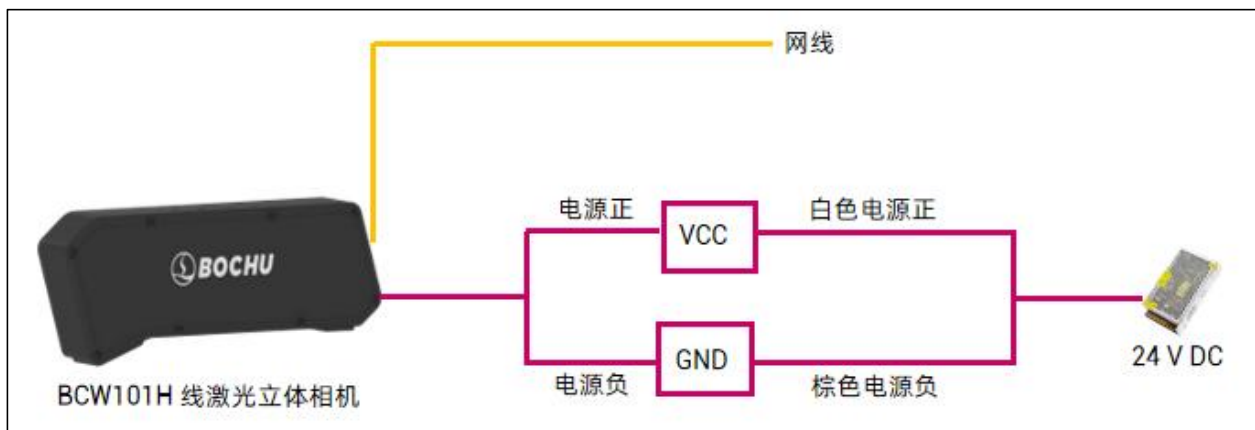 网线
电源正
VCC
白色电源正
BOCHU
电源负
GND
棕色电源负
24 V DC
BCW101H 线激光立体相机